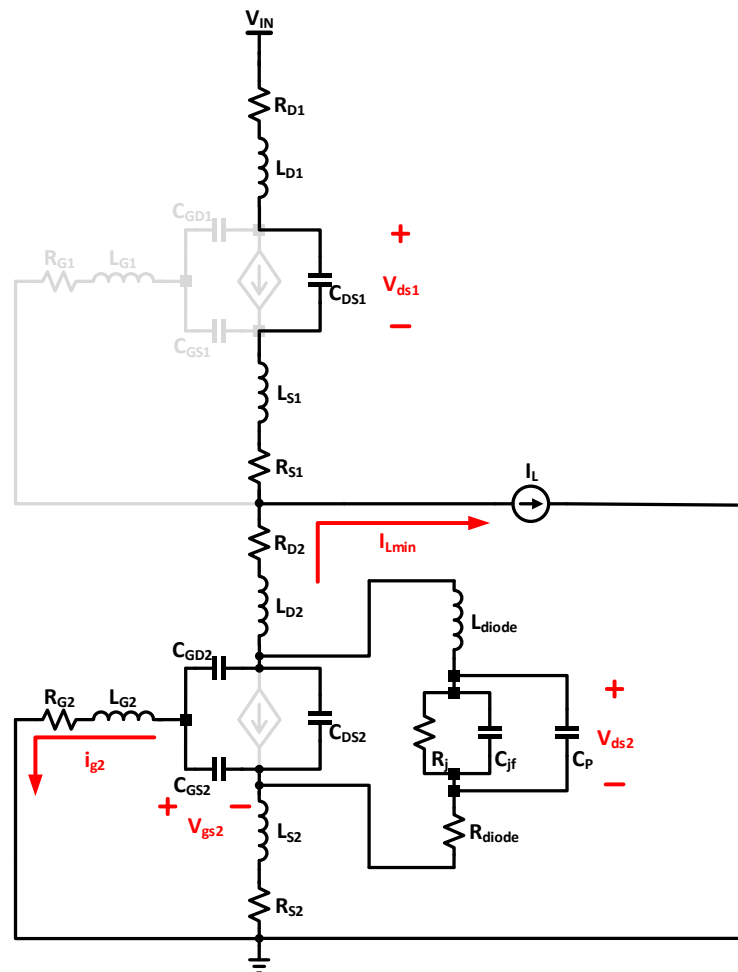 V_IN
R_D1
L_D1
C_GD1
+
R_G1
L_G1
V_ds1
C_DS1
−
C_GS1
L_S1
R_S1
I_L
R_D2
I_Lmin
L_D2
L_diode
C_GD2
R_G2
L_G2
+
C_DS2
V_ds2
i_g2
R_j
C_jf
C_P
C_GS2
−
+
−
V_gs2
L_S2
R_diode
R_S2